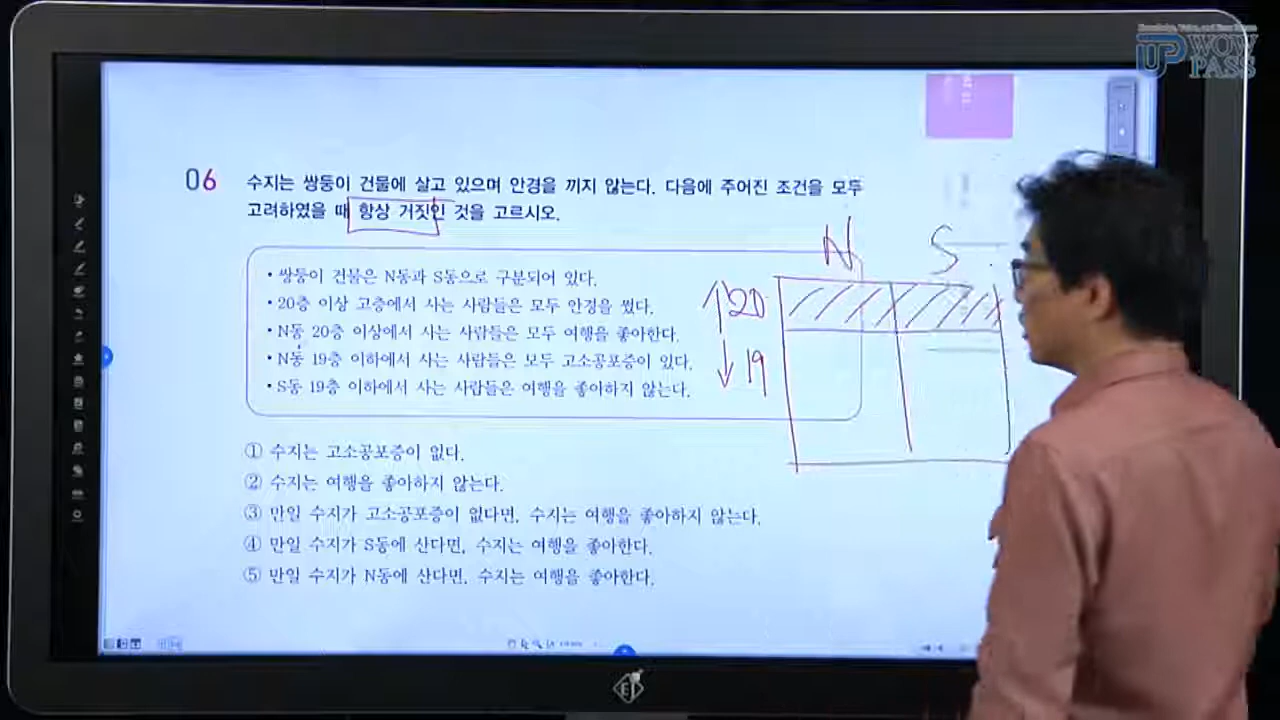 UP WOW
PASS
06 수지는 쌍둥이 건물에 살고 있으며 안경을 끼지 않는다. 다음에 주어진 조건을 모두
고려하였을 때 항상 거짓인 것을 고르시오.
N S
• 쌍둥이 건물은 N동과 S동으로 구분되어 있다.
• 20층 이상 고층에서 사는 사람들은 모두 안경을 썼다.
↑20
• N동 20층 이상에서 사는 사람들은 모두 여행을 좋아한다.
• N동 19층 이하에서 사는 사람들은 모두 고소공포증이 있다.
↓19
• S동 19층 이하에서 사는 사람들은 여행을 좋아하지 않는다.
① 수지는 고소공포증이 없다.
② 수지는 여행을 좋아하지 않는다.
③ 만일 수지가 고소공포증이 없다면, 수지는 여행을 좋아하지 않는다.
④ 만일 수지가 S동에 산다면, 수지는 여행을 좋아한다.
⑤ 만일 수지가 N동에 산다면, 수지는 여행을 좋아한다.